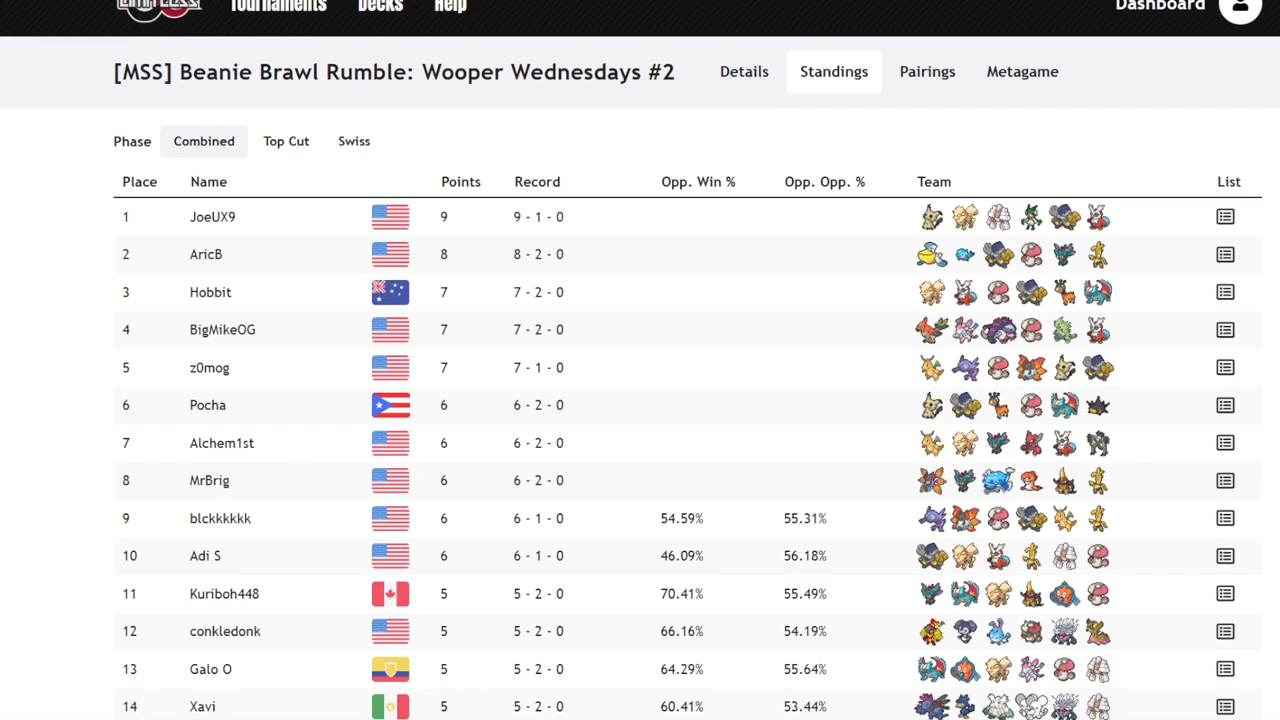 LIMITLESS Tournaments Decks Help Dashboard
[MSS] Beanie Brawl Rumble: Wooper Wednesdays #2 Details Standings Pairings Metagame
Phase Combined Top Cut Swiss
Place Name Points Record Opp. Win % Opp. Opp. % Team List
1 JoeUX9 9 9 - 1 - 0
2 AricB 8 8 - 2 - 0
3 Hobbit 7 7 - 2 - 0
4 BigMikeOG 7 7 - 2 - 0
5 z0mog 7 7 - 1 - 0
6 Pocha 6 6 - 2 - 0
7 Alchem1st 6 6 - 2 - 0
8 MrBrig 6 6 - 2 - 0
9 blckkkkkk 6 6 - 1 - 0 54.59% 55.31%
10 Adi S 6 6 - 1 - 0 46.09% 56.18%
11 Kuriboh448 5 5 - 2 - 0 70.41% 55.49%
12 conkledonk 5 5 - 2 - 0 66.16% 54.19%
13 Galo O 5 5 - 2 - 0 64.29% 55.64%
14 Xavi 5 5 - 2 - 0 60.41% 53.44%